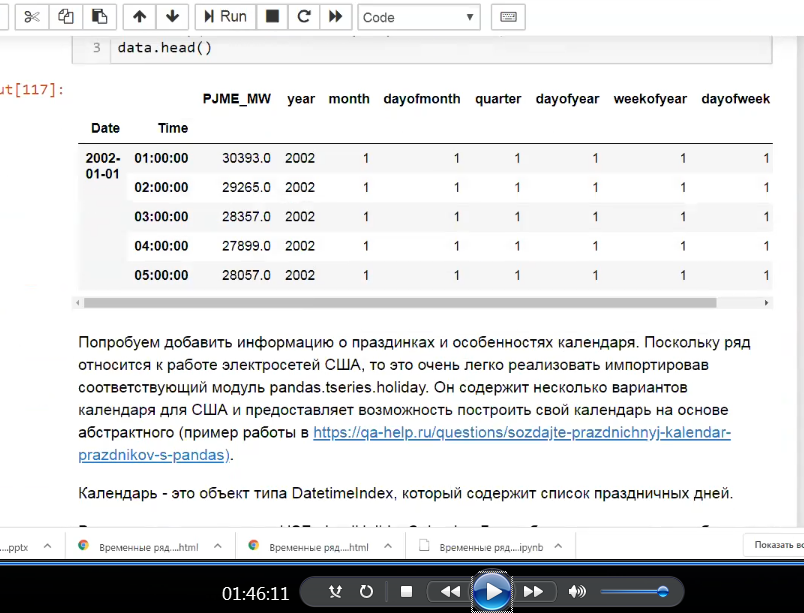 Run
Code
3 data.head()
ut[117]:
PJME_MW year month dayofmonth quarter dayofyear weekofyear dayofweek
Date Time
2002-01-01 01:00:00 30393.0 2002 1 1 1 1 1 1
02:00:00 29265.0 2002 1 1 1 1 1 1
03:00:00 28357.0 2002 1 1 1 1 1 1
04:00:00 27899.0 2002 1 1 1 1 1 1
05:00:00 28057.0 2002 1 1 1 1 1 1
Попробуем добавить информацию о праздинках и особенностях календаря. Поскольку ряд
относится к работе электросетей США, то это очень легко реализовать импортировав
соответствующий модуль pandas.tseries.holiday. Он содержит несколько вариантов
календаря для США и предоставляет возможность построить свой календарь на основе
абстрактного (пример работы в https://qa-help.ru/questions/sozdajte-prazdnichnyj-kalendar-
prazdnikov-s-pandas).
Календарь - это объект типа DatetimeIndex, который содержит список праздничных дней.
....pptx Временные ряд....html Временные ряд....html Временные ряд....ipynb Показать вс
01:46:11